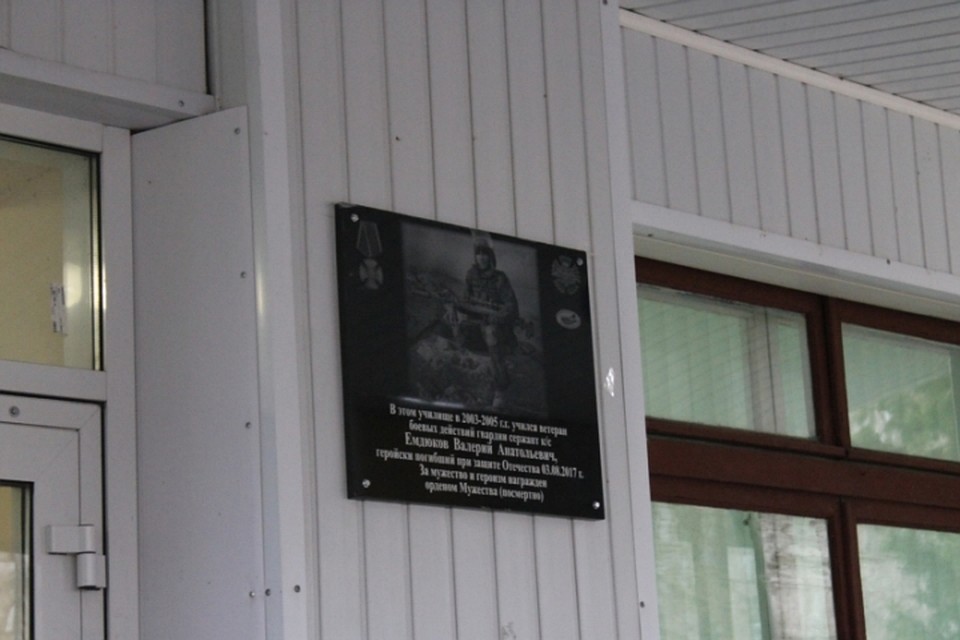 В этом училище в 2003-2005 г.г. учился ветеран
боевых действий гвардии сержант к/с
Емдюков Валерий Анатольевич,
геройски погибший при защите Отечества 03.08.2017 г.
За мужество и героизм награжден
орденом Мужества (посмертно)